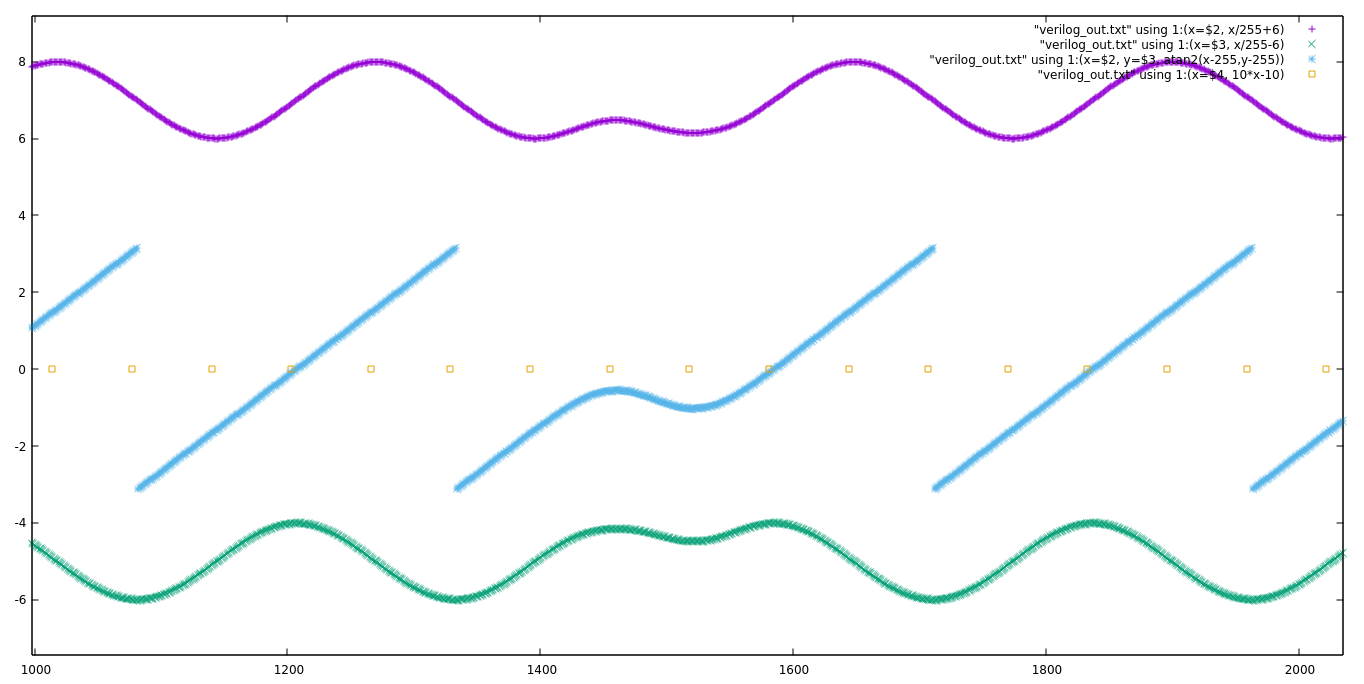 "verilog_out.txt" using 1:(x=$2, x/255+6)
"verilog_out.txt" using 1:(x=$3, x/255-6)
"verilog_out.txt" using 1:(x=$2, y=$3, atan2(x-255,y-255))
"verilog_out.txt" using 1:(x=$4, 10*x-10)
8
6
4
2
0
-2
-4
-6
1000 1200 1400 1600 1800 2000